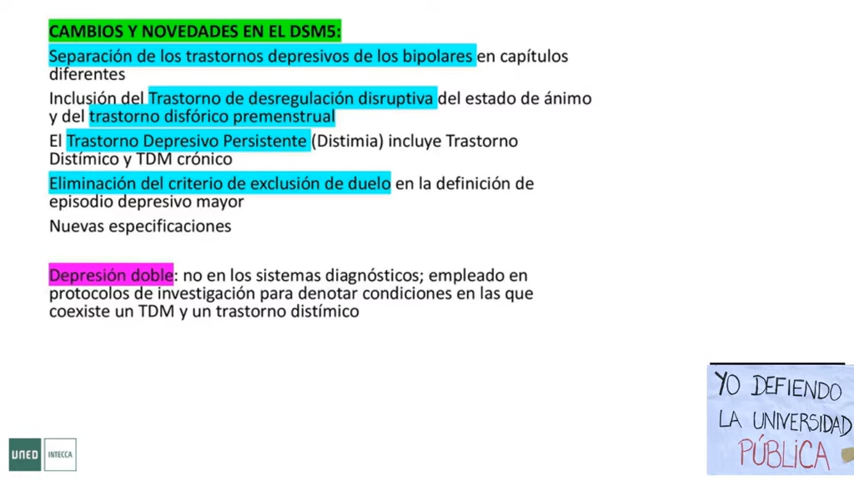 CAMBIOS Y NOVEDADES EN EL DSM5:
Separación de los trastornos depresivos de los bipolares en capítulos
diferentes
Inclusión del Trastorno de desregulación disruptiva del estado de ánimo
y del trastorno disfórico premenstrual
El Trastorno Depresivo Persistente (Distimia) incluye Trastorno
Distímico y TDM crónico
Eliminación del criterio de exclusión de duelo en la definición de
episodio depresivo mayor
Nuevas especificaciones
Depresión doble: no en los sistemas diagnósticos; empleado en
protocolos de investigación para denotar condiciones en las que
coexiste un TDM y un trastorno distímico
YO DEFIENDO
LA UNIVERSIDAD
PÚBLICA
UNED INTECCA